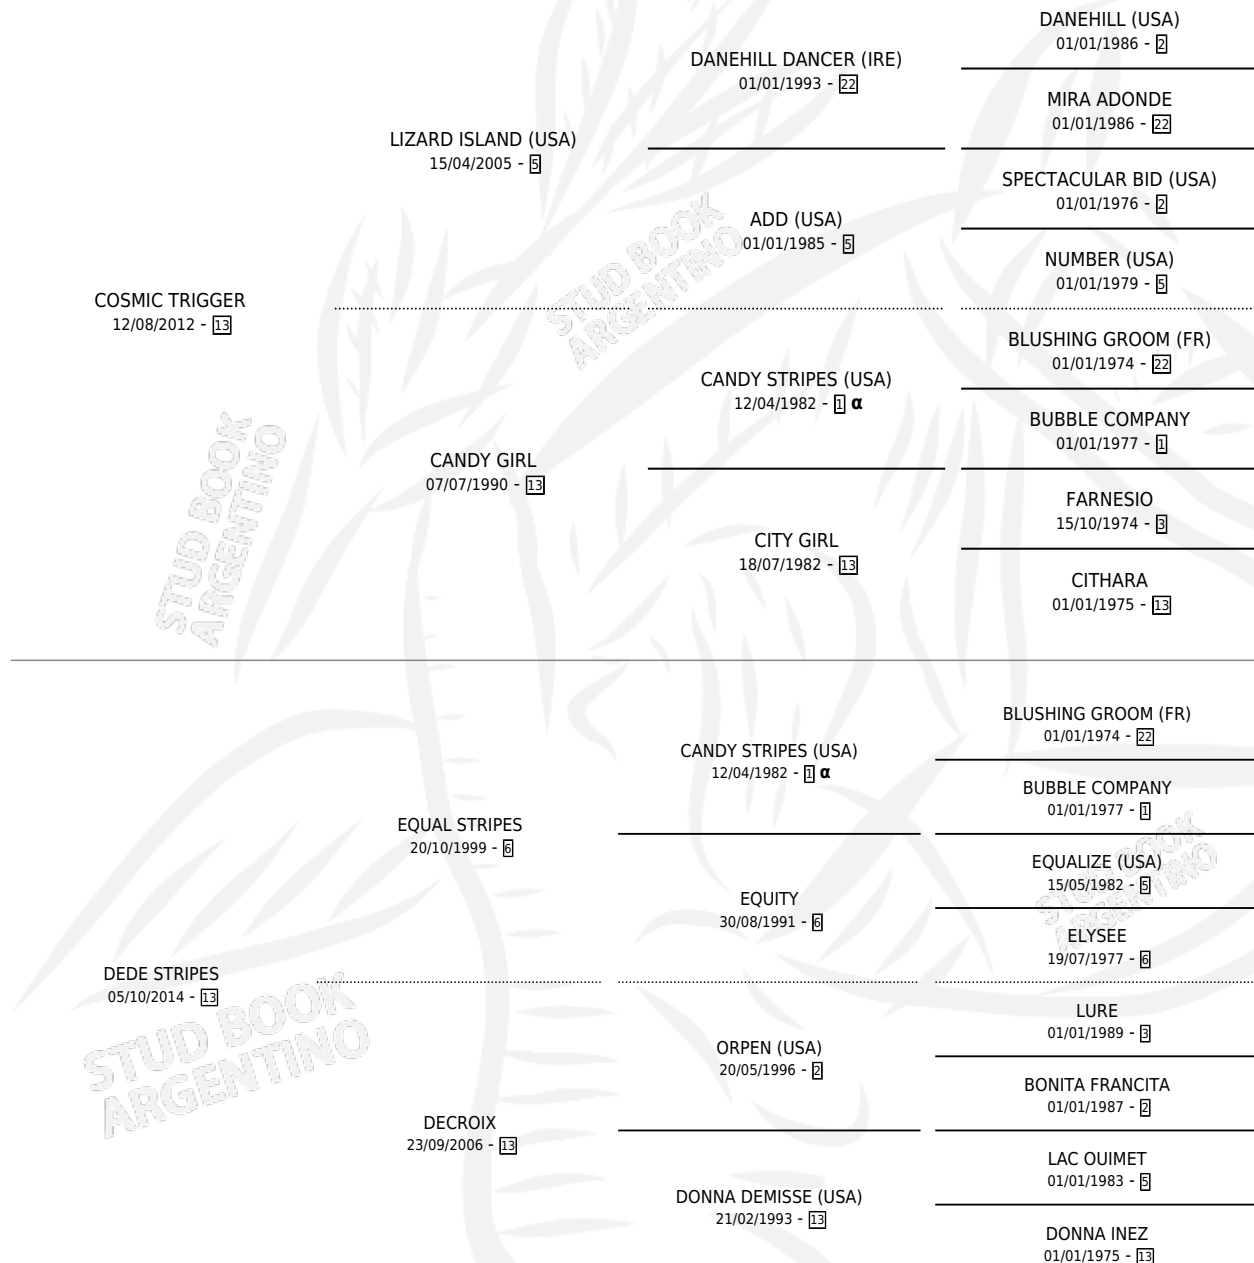 COSMIC TRIGGER
12/08/2012 - 13
LIZARD ISLAND (USA)
15/04/2005 - 5
DANEHILL DANCER (IRE)
01/01/1993 - 22
DANEHILL (USA)
01/01/1986 - 2
MIRA ADONDE
01/01/1986 - 22
ADD (USA)
01/01/1985 - 5
SPECTACULAR BID (USA)
01/01/1976 - 2
NUMBER (USA)
01/01/1979 - 5
CANDY GIRL
07/07/1990 - 13
CANDY STRIPES (USA)
12/04/1982 - 1 α
BLUSHING GROOM (FR)
01/01/1974 - 22
BUBBLE COMPANY
01/01/1977 - 1
CITY GIRL
18/07/1982 - 13
FARNESIO
15/10/1974 - 3
CITHARA
01/01/1975 - 13
DEDE STRIPES
05/10/2014 - 13
EQUAL STRIPES
20/10/1999 - 6
CANDY STRIPES (USA)
12/04/1982 - 1 α
BLUSHING GROOM (FR)
01/01/1974 - 22
BUBBLE COMPANY
01/01/1977 - 1
EQUITY
30/08/1991 - 6
EQUALIZE (USA)
15/05/1982 - 5
ELYSEE
19/07/1977 - 6
DECROIX
23/09/2006 - 13
ORPEN (USA)
20/05/1996 - 2
LURE
01/01/1989 - 3
BONITA FRANCITA
01/01/1987 - 2
DONNA DEMISSE (USA)
21/02/1993 - 13
LAC OUIMET
01/01/1983 - 5
DONNA INEZ
01/01/1975 - 13
STUD BOOK
ARGENTINO
STUD BOOK
ARGENTINO
STUD BOOK
ARGENTINO
STUD BOOK
ARGENTINO